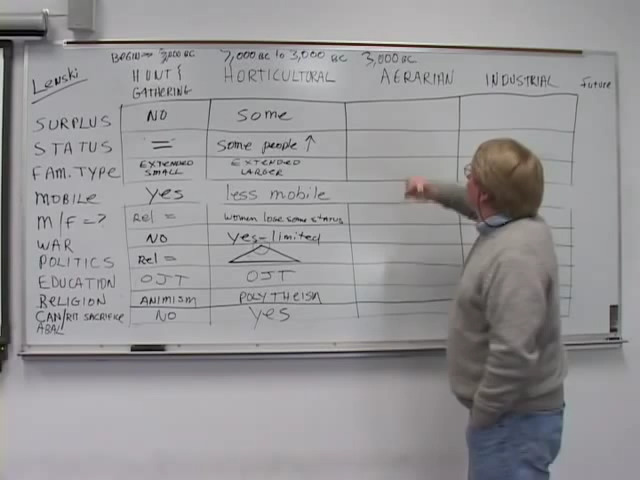 Lenski
BEGIN 7,000 BC 7,000 BC to 3,000 BC 3,000 BC
HUNT & HORTICULTURAL AERARIAN INDUSTRIAL Future
GATHERING
SURPLUS NO Some
STATUS = Some people ↑
FAM. TYPE EXTENDED EXTENDED
SMALL LARGER
MOBILE yes less mobile
M/F =? Rel = women lose some status
WAR NO yes-limited
POLITICS Rel =
EDUCATION OJT OJT
RELIGION ANIMISM POLYTHEISM
CAN/RIT. SACRIFICE NO yes
ABAL